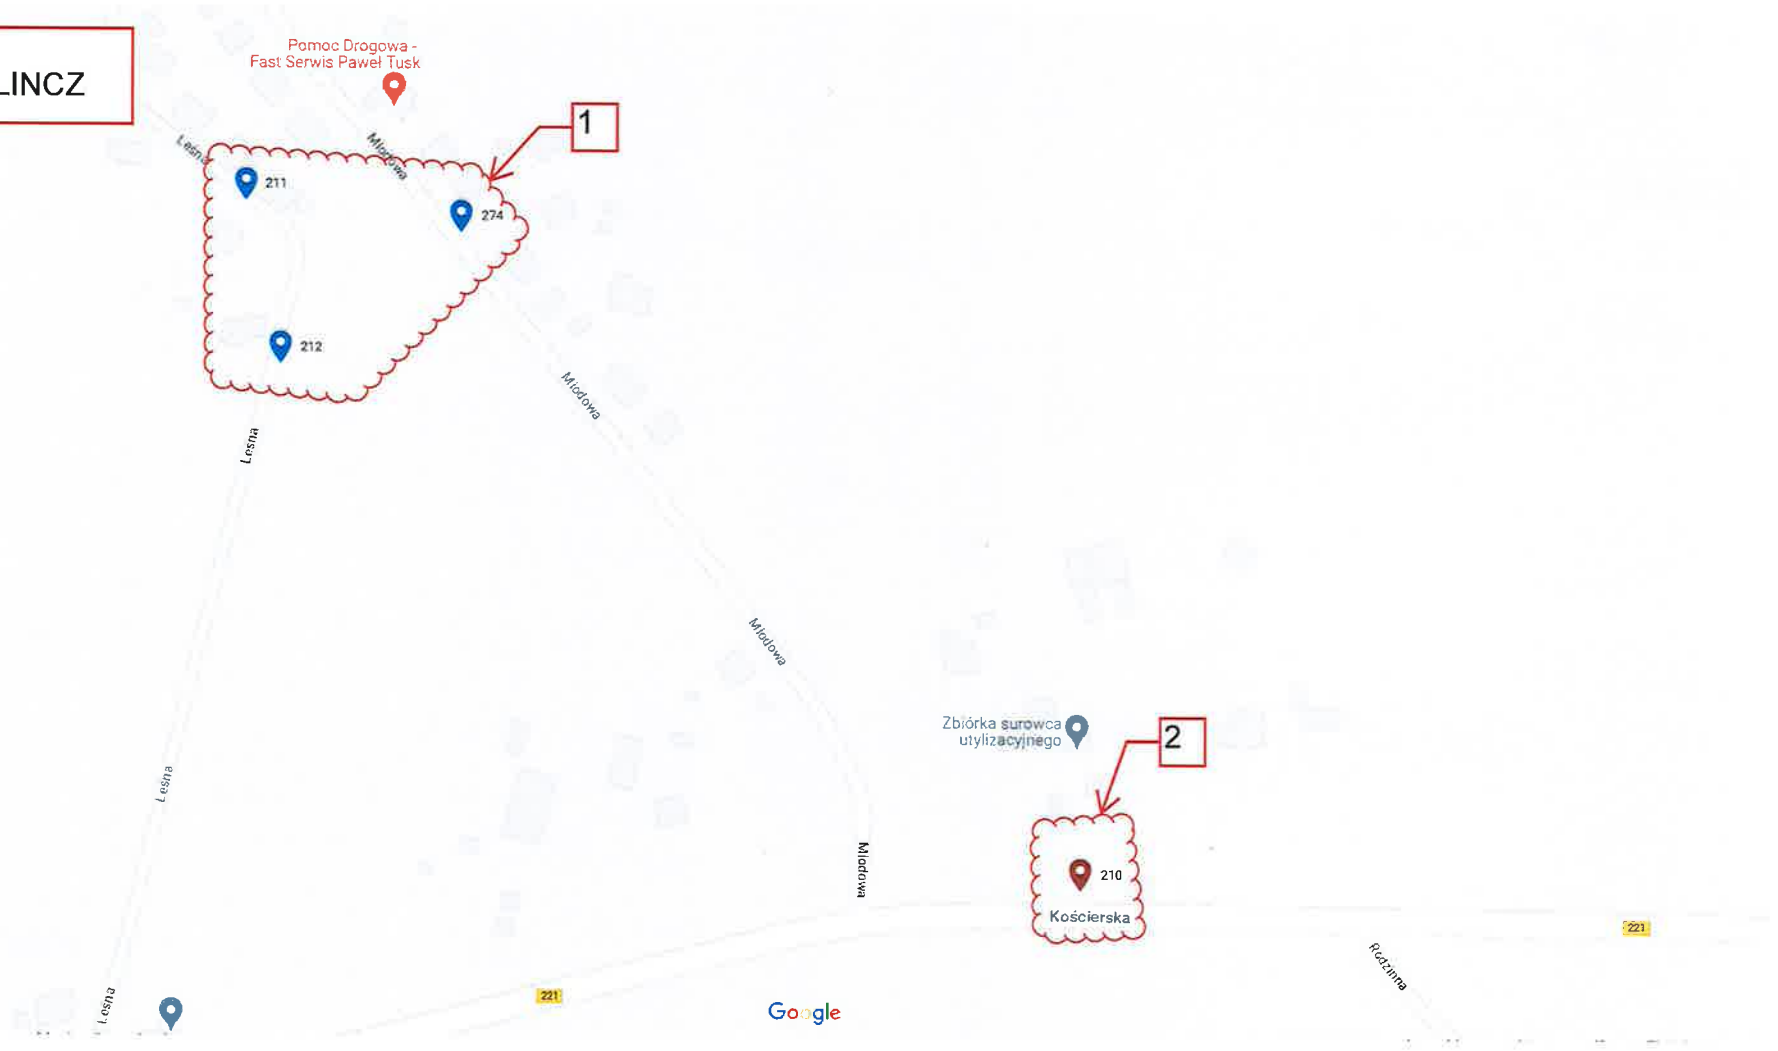 LINCZ
Pomoc Drogowa -
Fast Serwis Paweł Tusk
1
Leśna
Miodowa
211
274
212
Miodowa
Leśna
Miodowa
Zbiórka surowca
utylizacyjnego
2
Leśna
Miodowa
210
Kościerska
221
Rodzinna
221
Leśna
Google